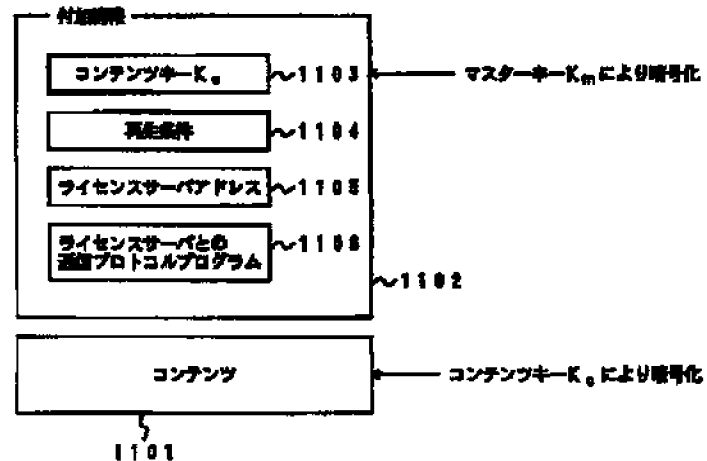 付加情報
コンテンツキーKc
1103
マスターキーKmにより暗号化
再生条件
1104
ライセンスサーバアドレス
1105
ライセンスサーバとの
通信プロトコルプログラム
1106
1102
コンテンツ
コンテンツキーKcにより暗号化
1101